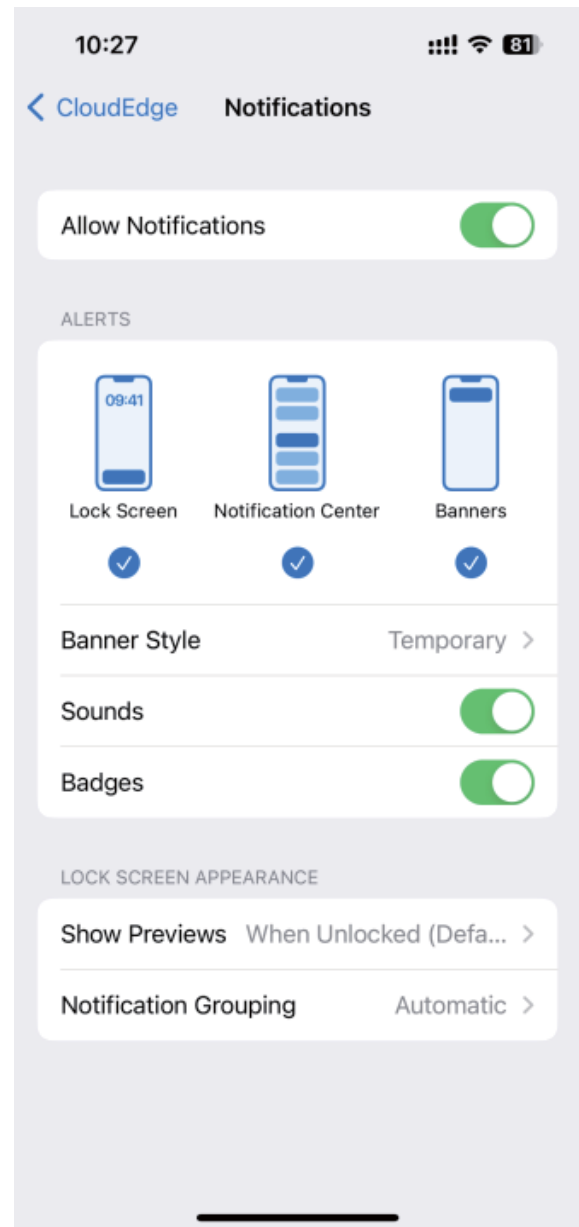 10:27 81
CloudEdge Notifications
Allow Notifications
ALERTS
09:41
Lock Screen Notification Center Banners
Banner Style Temporary
Sounds
Badges
LOCK SCREEN APPEARANCE
Show Previews When Unlocked (Defa...
Notification Grouping Automatic